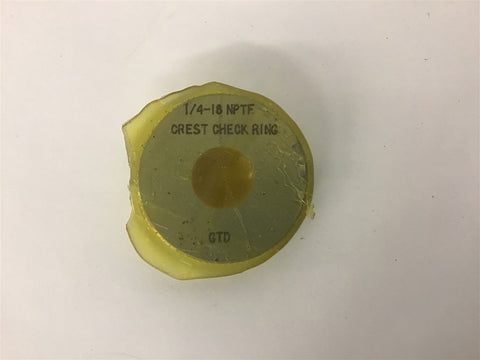 1/4-18 NPTF
CREST CHECK RING
GTD